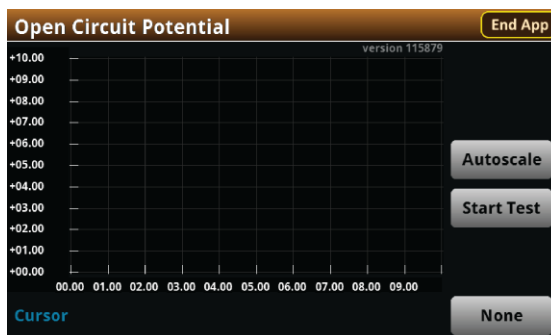 Open Circuit Potential End App
version 115879
+10.00
+09.00
+08.00
+07.00
+06.00
+05.00 Autoscale
+04.00
+03.00 Start Test
+02.00
+01.00
+00.00
00.00 01.00 02.00 03.00 04.00 05.00 06.00 07.00 08.00 09.00
Cursor None